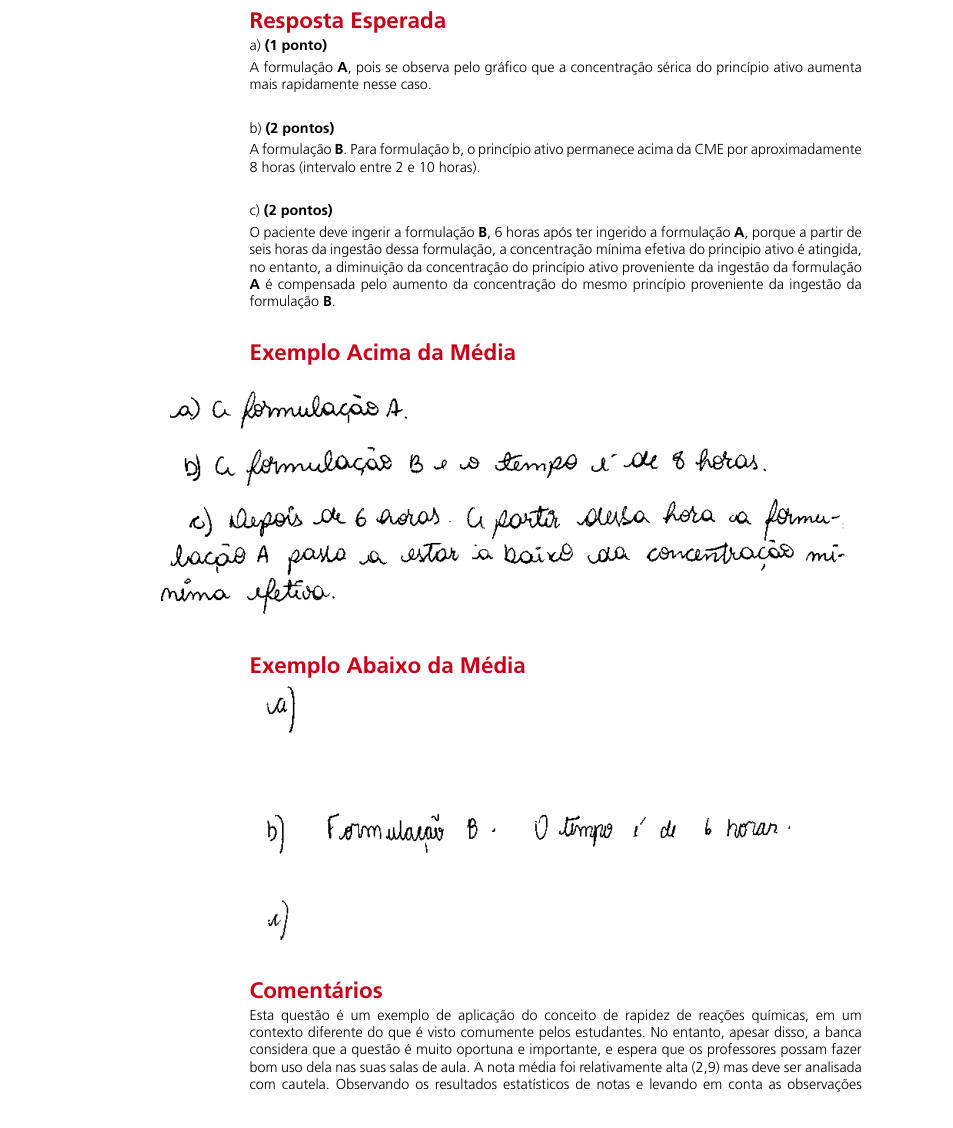 Resposta Esperada
a) (1 ponto)
A formulação A, pois se observa pelo gráfico que a concentração sérica do princípio ativo aumenta
mais rapidamente nesse caso.
b) (2 pontos)
A formulação B. Para formulação b, o princípio ativo permanece acima da CME por aproximadamente
8 horas (intervalo entre 2 e 10 horas).
c) (2 pontos)
O paciente deve ingerir a formulação B, 6 horas após ter ingerido a formulação A, porque a partir de
seis horas da ingestão dessa formulação, a concentração mínima efetiva do principio ativo é atingida,
no entanto, a diminuição da concentração do princípio ativo proveniente da ingestão da formulação
A é compensada pelo aumento da concentração do mesmo princípio proveniente da ingestão da
formulação B.
Exemplo Acima da Média
a) A formulação A.
b) A formulação B e o tempo é de 8 horas.
c) Depois de 6 horas. A partir dessa hora a formu-
lação A passa a estar a baixo da concentração mí-
nima efetiva.
Exemplo Abaixo da Média
a)
b) Formulação B. O tempo é de 6 horas.
c)
Comentários
Esta questão é um exemplo de aplicação do conceito de rapidez de reações químicas, em um
contexto diferente do que é visto comumente pelos estudantes. No entanto, apesar disso, a banca
considera que a questão é muito oportuna e importante, e espera que os professores possam fazer
bom uso dela nas suas salas de aula. A nota média foi relativamente alta (2,9) mas deve ser analisada
com cautela. Observando os resultados estatísticos de notas e levando em conta as observações